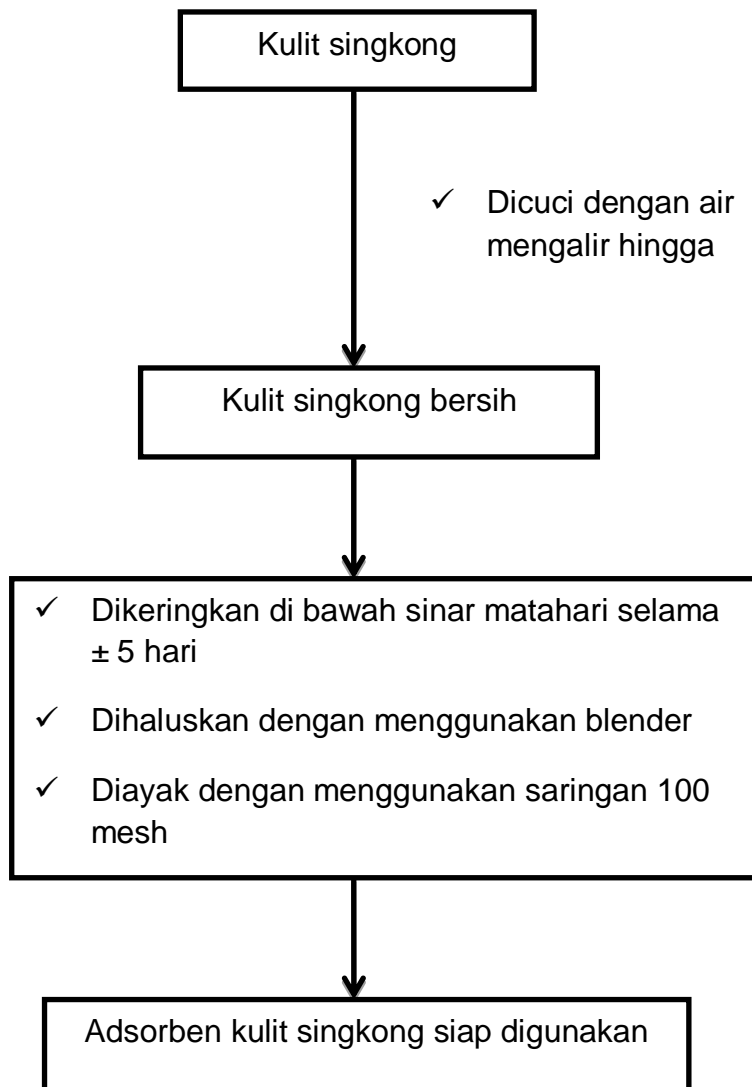 Kulit singkong
✓ Dicuci dengan air
mengalir hingga
Kulit singkong bersih
✓ Dikeringkan di bawah sinar matahari selama
± 5 hari
✓ Dihaluskan dengan menggunakan blender
✓ Diayak dengan menggunakan saringan 100
mesh
Adsorben kulit singkong siap digunakan